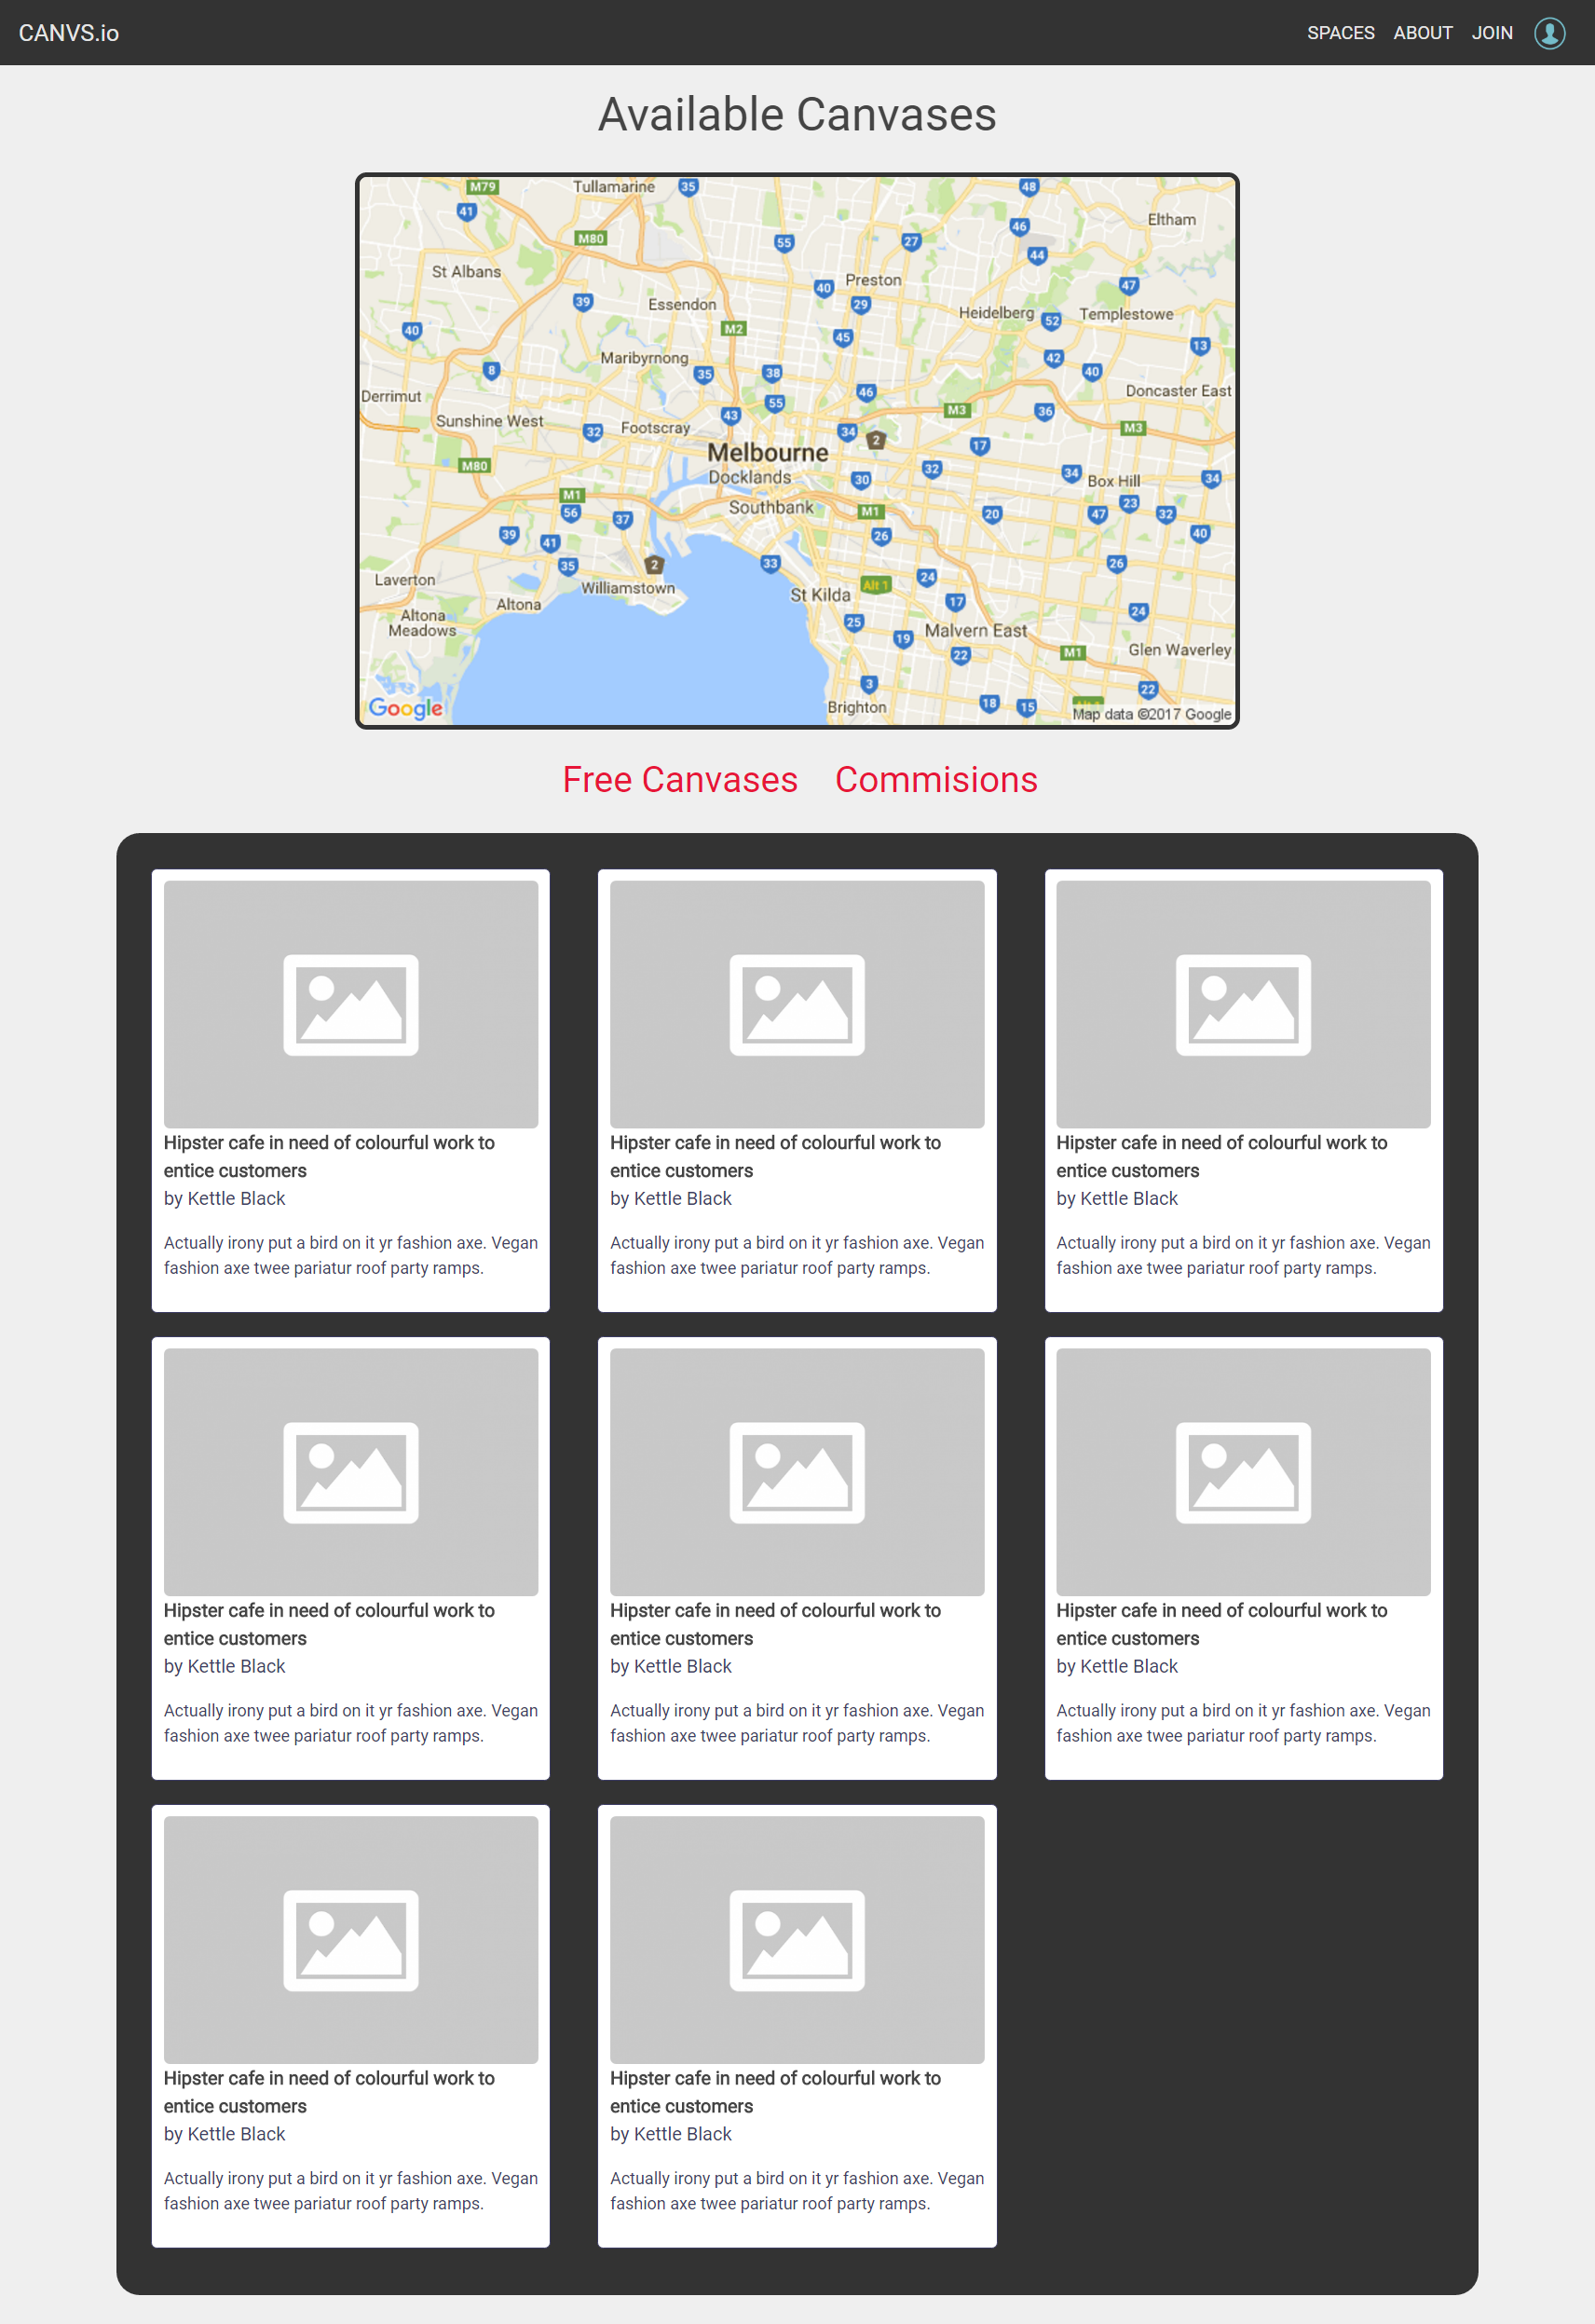 CANVS.io
SPACES ABOUT JOIN
Available Canvases
M79 Tullamarine 35 48
41 46 Eltham
M80 55 27 44
St Albans Preston 47
40 29
39 Essendon Heidelberg 52 Templestowe
40 M2 45 13
Maribyrnong 42
8 35 38 40
Derrimut 46 Doncaster East
55 M3 36
Sunshine West 43 M3
32 Footscray 34 2 17
Melbourne
M80 Docklands 32 34 Box Hill 34
M1 30 23
56 37 Southbank M1 20 47 32
39 41 26 40
35 2 33 26
Laverton Williamstown 24
Altona St Kilda Alt 1 17 24
Altona Meadows 25 19 Malvern East
22 M1 Glen Waverley
3 22
Google Brighton 18 15 Map data ©2017 Google
Free Canvases Commisions
Hipster cafe in need of colourful work to
entice customers
by Kettle Black
Actually irony put a bird on it yr fashion axe. Vegan
fashion axe twee pariatur roof party ramps.
Hipster cafe in need of colourful work to
entice customers
by Kettle Black
Actually irony put a bird on it yr fashion axe. Vegan
fashion axe twee pariatur roof party ramps.
Hipster cafe in need of colourful work to
entice customers
by Kettle Black
Actually irony put a bird on it yr fashion axe. Vegan
fashion axe twee pariatur roof party ramps.
Hipster cafe in need of colourful work to
entice customers
by Kettle Black
Actually irony put a bird on it yr fashion axe. Vegan
fashion axe twee pariatur roof party ramps.
Hipster cafe in need of colourful work to
entice customers
by Kettle Black
Actually irony put a bird on it yr fashion axe. Vegan
fashion axe twee pariatur roof party ramps.
Hipster cafe in need of colourful work to
entice customers
by Kettle Black
Actually irony put a bird on it yr fashion axe. Vegan
fashion axe twee pariatur roof party ramps.
Hipster cafe in need of colourful work to
entice customers
by Kettle Black
Actually irony put a bird on it yr fashion axe. Vegan
fashion axe twee pariatur roof party ramps.
Hipster cafe in need of colourful work to
entice customers
by Kettle Black
Actually irony put a bird on it yr fashion axe. Vegan
fashion axe twee pariatur roof party ramps.